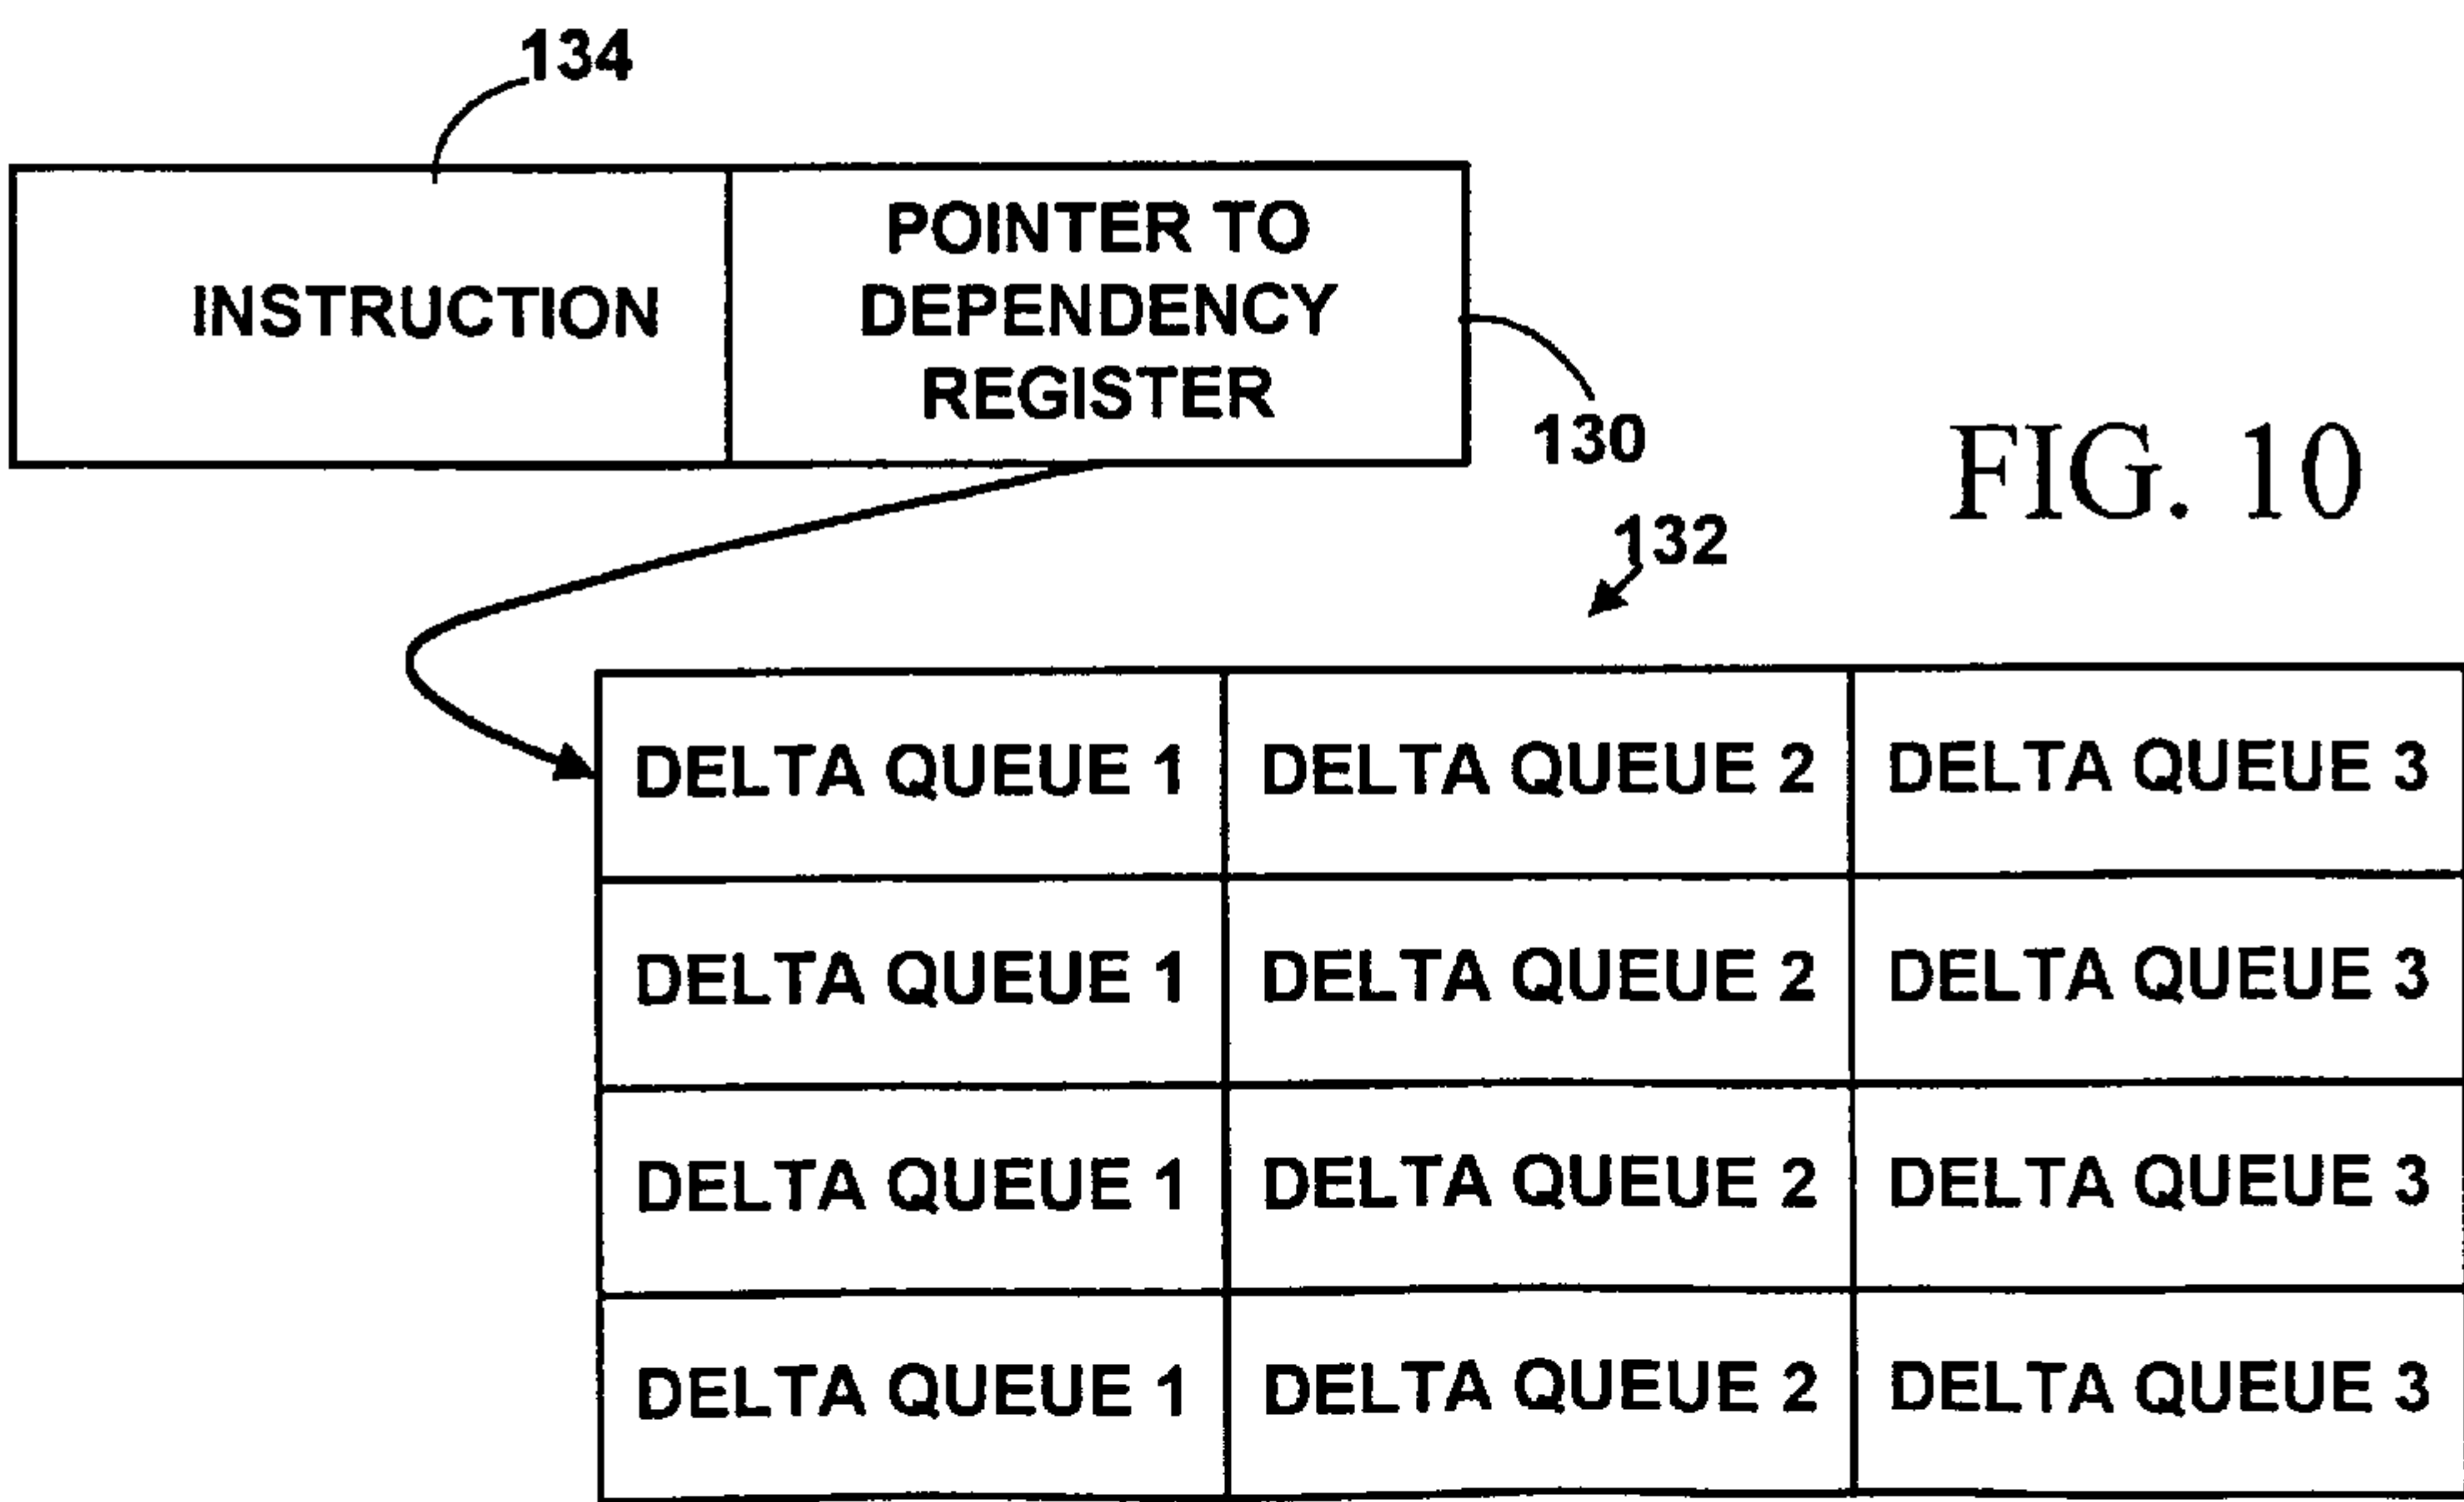 134
INSTRUCTION
POINTER TO
DEPENDENCY
REGISTER
130
FIG. 10
132
DELTA QUEUE 1 DELTA QUEUE 2 DELTA QUEUE 3
DELTA QUEUE 1 DELTA QUEUE 2 DELTA QUEUE 3
DELTA QUEUE 1 DELTA QUEUE 2 DELTA QUEUE 3
DELTA QUEUE 1 DELTA QUEUE 2 DELTA QUEUE 3